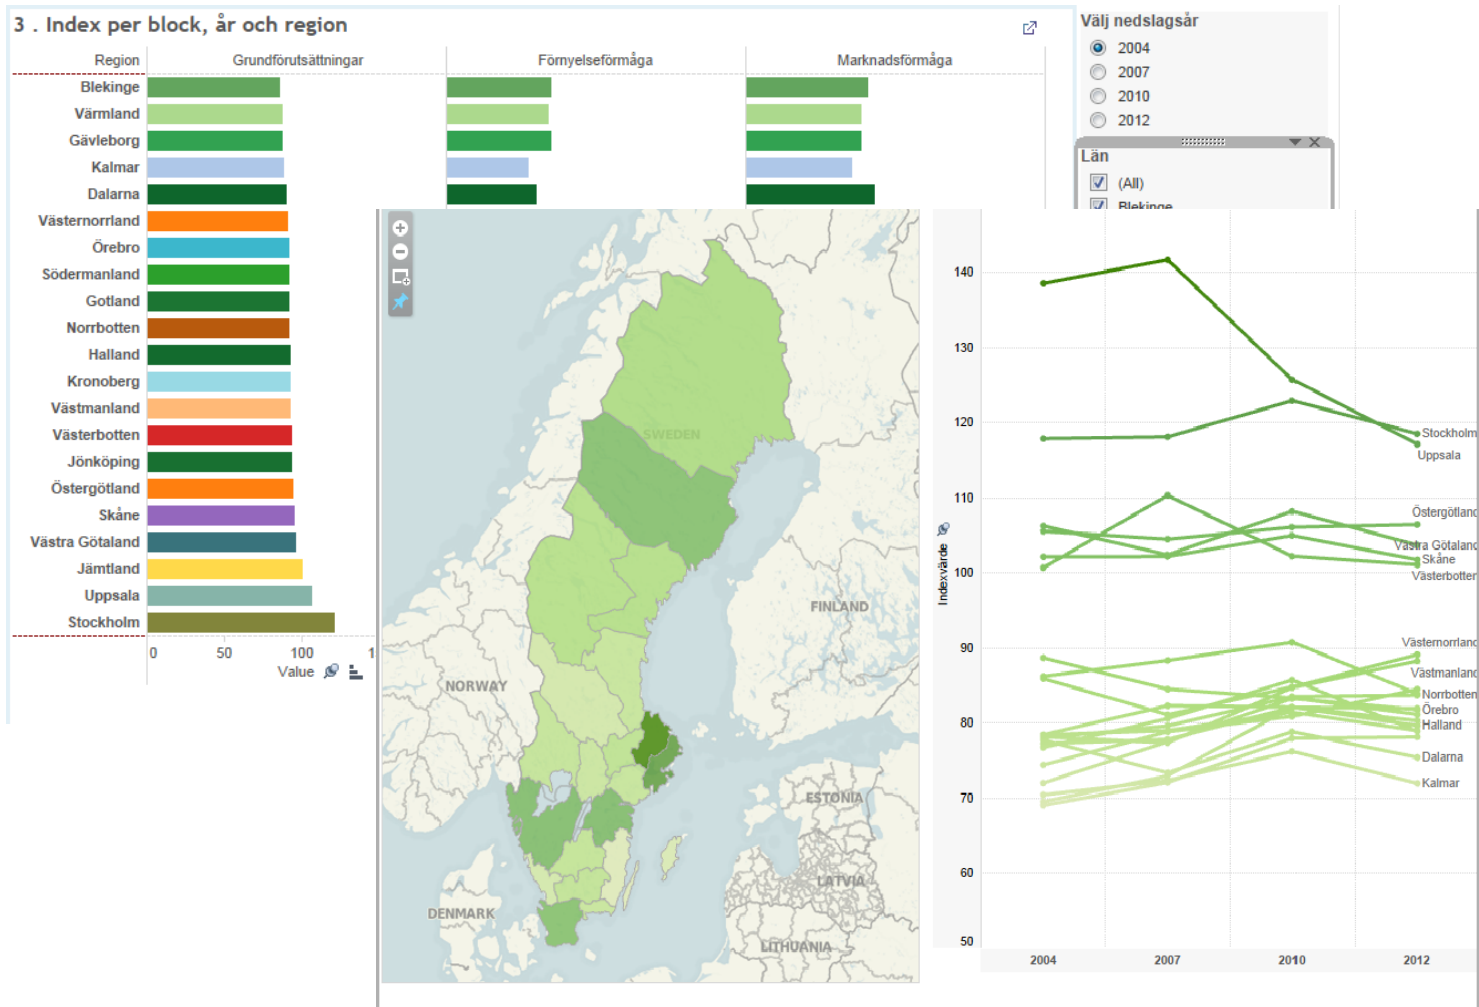 3 . Index per block, år och region
Region
Grundförutsättningar
Förnyelseförmåga
Marknadsförmåga
Blekinge
Värmland
Gävleborg
Kalmar
Dalarna
Västernorrland
Örebro
Södermanland
Gotland
Norrbotten
Halland
Kronoberg
Västmanland
Västerbotten
Jönköping
Östergötland
Skåne
Västra Götaland
Jämtland
Uppsala
Stockholm
0 50 100 1
Value
Välj nedslagsår
2004
2007
2010
2012
Län
(All)
Blekinge
SWEDEN
FINLAND
NORWAY
ESTONIA
LATVIA
DENMARK
LITHUANIA
Indexvärde
140
130
120
110
100
90
80
70
60
50
2004 2007 2010 2012
Stockholm
Uppsala
Östergötland
Västra Götaland
Skåne
Västerbotten
Västernorrland
Västmanland
Norrbotten
Örebro
Halland
Dalarna
Kalmar